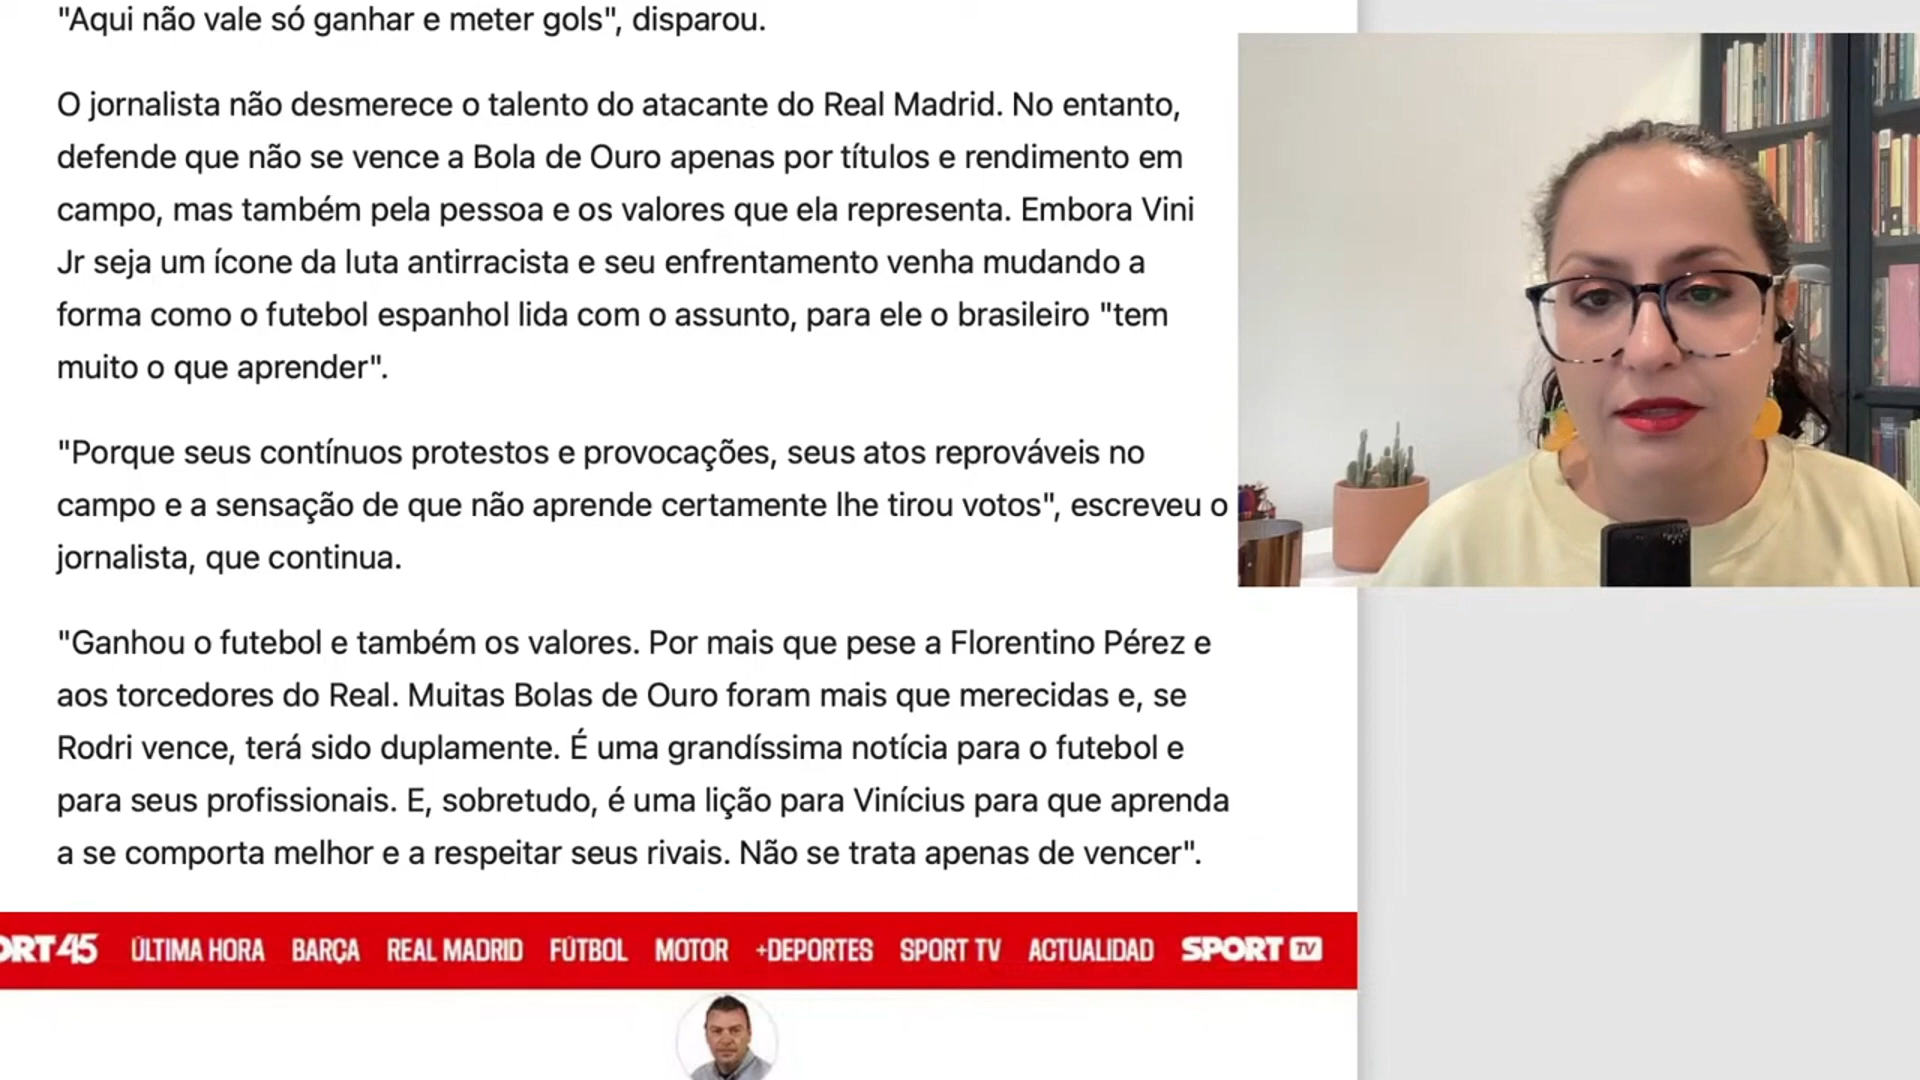 "Aqui não vale só ganhar e meter gols", disparou.
O jornalista não desmerece o talento do atacante do Real Madrid. No entanto,
defende que não se vence a Bola de Ouro apenas por títulos e rendimento em
campo, mas também pela pessoa e os valores que ela representa. Embora Vini
Jr seja um ícone da luta antirracista e seu enfrentamento venha mudando a
forma como o futebol espanhol lida com o assunto, para ele o brasileiro "tem
muito o que aprender".
"Porque seus contínuos protestos e provocações, seus atos reprováveis no
campo e a sensação de que não aprende certamente lhe tirou votos", escreveu o
jornalista, que continua.
"Ganhou o futebol e também os valores. Por mais que pese a Florentino Pérez e
aos torcedores do Real. Muitas Bolas de Ouro foram mais que merecidas e, se
Rodri vence, terá sido duplamente. É uma grandíssima notícia para o futebol e
para seus profissionais. E, sobretudo, é uma lição para Vinícius para que aprenda
a se comporta melhor e a respeitar seus rivais. Não se trata apenas de vencer".
ORT 45 ÚLTIMA HORA BARÇA REAL MADRID FÚTBOL MOTOR +DEPORTES SPORT TV ACTUALIDAD SPORT TV